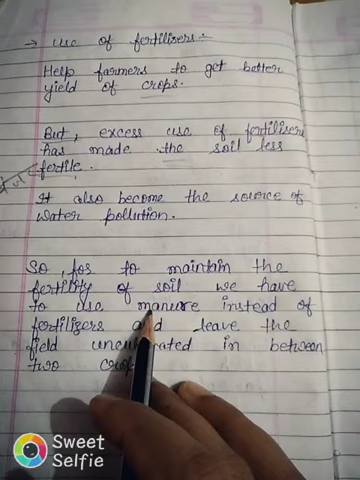 → Use of fertilizers :-
Help farmers to get better
yield of crops.
But, excess use of fertilizers
has made the soil less
fertile.
It also become the source of
water pollution.
So, for to maintain the
fertility of soil we have
to use manure instead of
fertilizers and leave the
field uncultivated in between
two
Sweet
Selfie